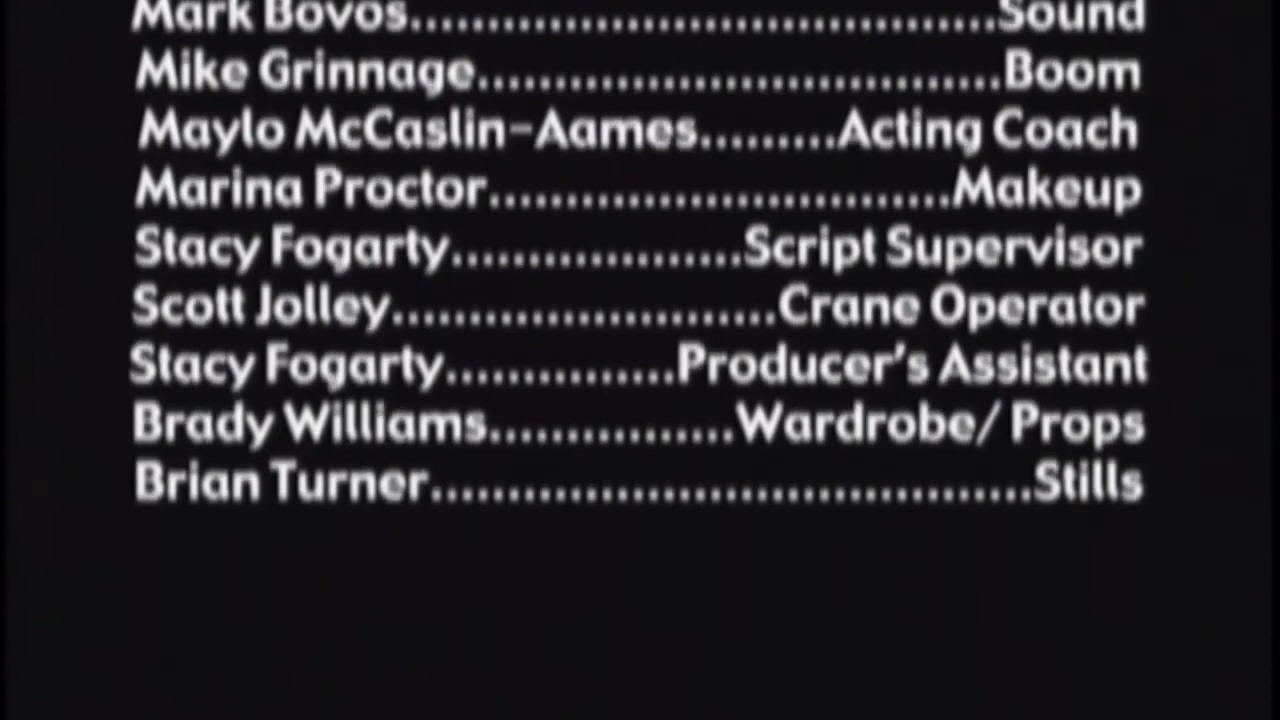 Mark Bovos......................................Sound
Mike Grinnage..................................Boom
Maylo McCaslin-Aames.........Acting Coach
Marina Proctor..............................Makeup
Stacy Fogarty...................Script Supervisor
Scott Jolley.........................Crane Operator
Stacy Fogarty...............Producer's Assistant
Brady Williams................Wardrobe/ Props
Brian Turner.......................................Stills